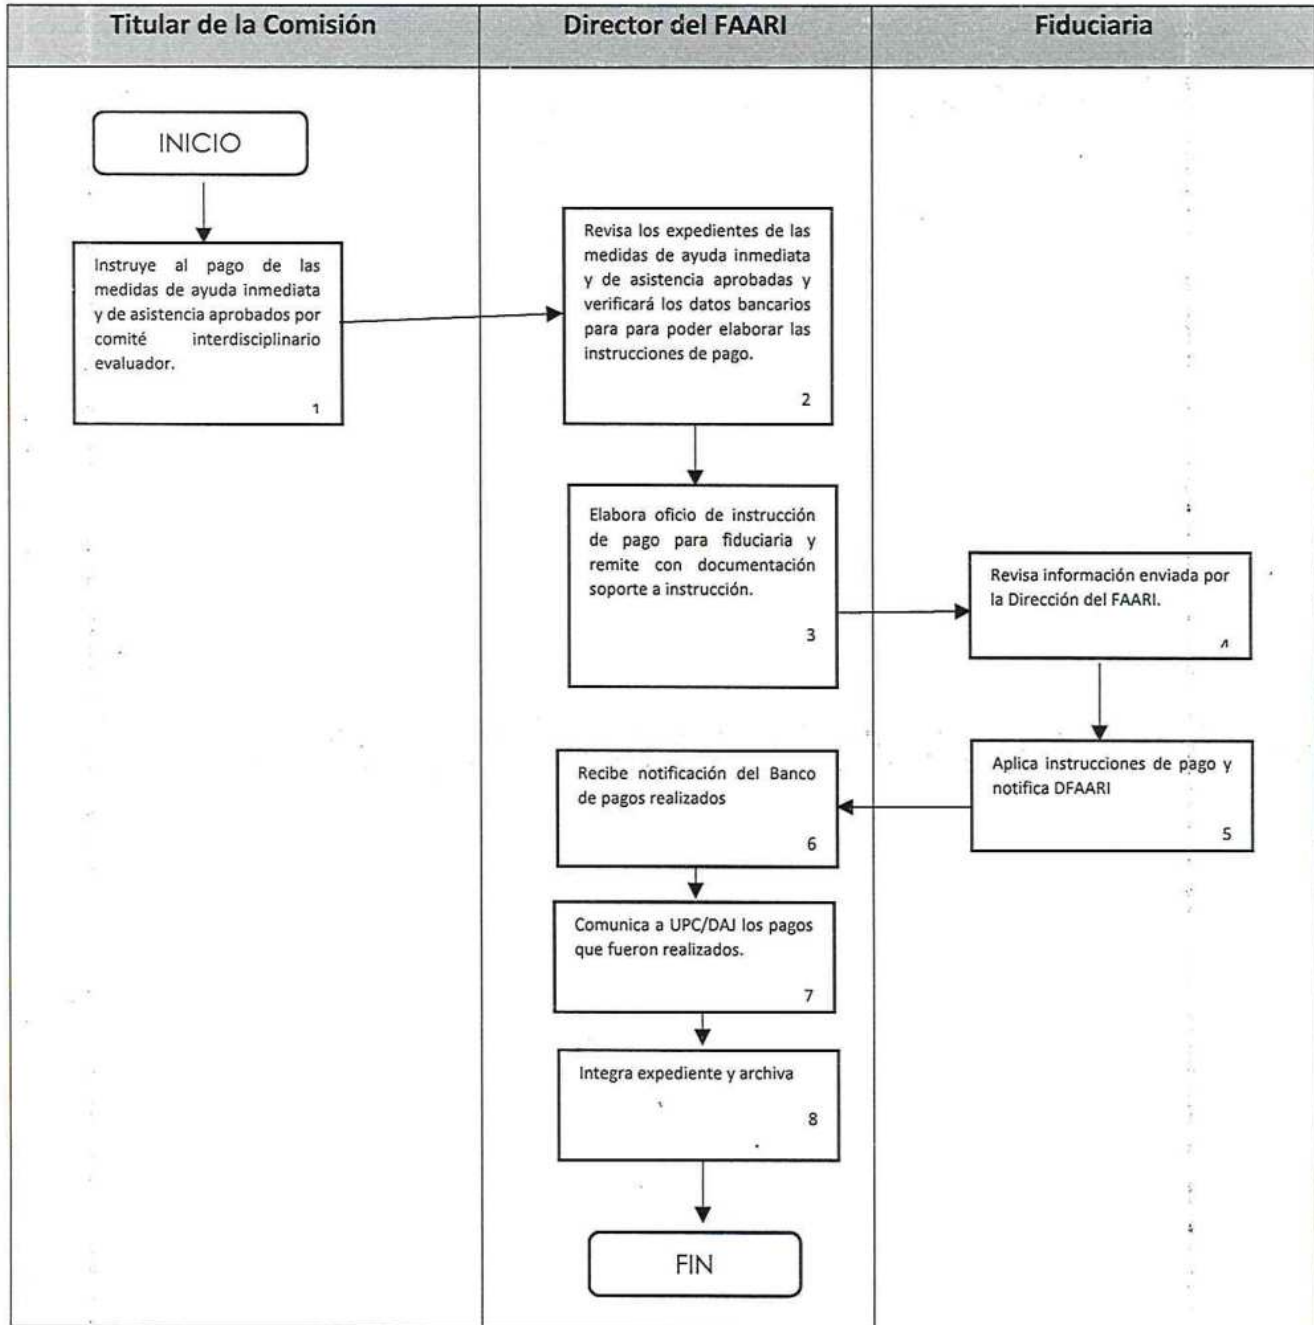 Titular de la Comisión
Director del FAARI
Fiduciaria
INICIO
Instruye al pago de las
medidas de ayuda inmediata
y de asistencia aprobados por
comité interdisciplinario
evaluador.
1
Revisa los expedientes de las
medidas de ayuda inmediata
y de asistencia aprobadas y
verificará los datos bancarios
para para poder elaborar las
instrucciones de pago.
2
Elabora oficio de instrucción
de pago para fiduciaria y
remite con documentación
soporte a instrucción.
3
Revisa información enviada por
la Dirección del FAARI.
Aplica instrucciones de pago y
notifica DFAARI
5
Recibe notificación del Banco
de pagos realizados
6
Comunica a UPC/DAJ los pagos
que fueron realizados.
7
Integra expediente y archiva
8
FIN